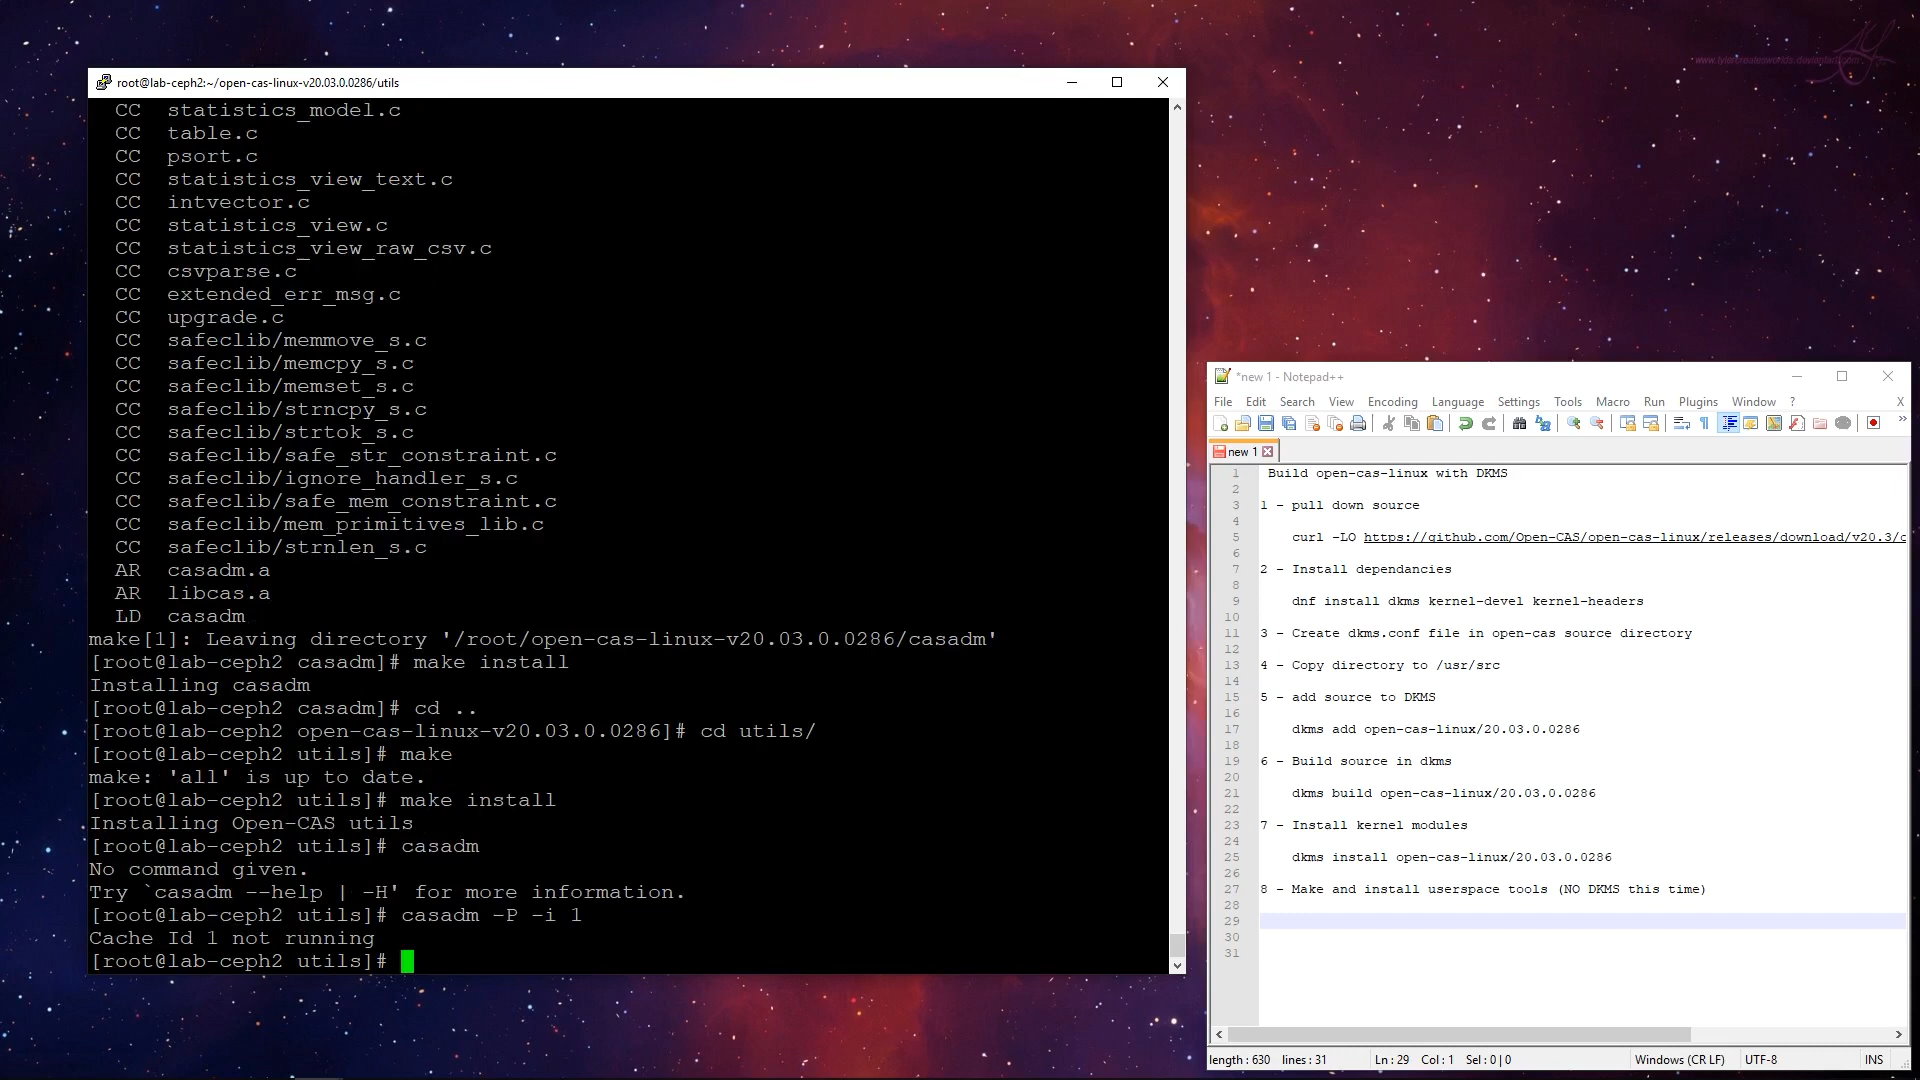 root@lab-ceph2:~/open-cas-linux-v20.03.0.0286/utils
CC statistics_model.c
CC table.c
CC psort.c
CC statistics_view_text.c
CC intvector.c
CC statistics_view.c
CC statistics_view_raw_csv.c
CC csvparse.c
CC extended_err_msg.c
CC upgrade.c
CC safeclib/memmove_s.c
CC safeclib/memcpy_s.c
CC safeclib/memset_s.c
CC safeclib/strncpy_s.c
CC safeclib/strtok_s.c
CC safeclib/safe_str_constraint.c
CC safeclib/ignore_handler_s.c
CC safeclib/safe_mem_constraint.c
CC safeclib/mem_primitives_lib.c
CC safeclib/strnlen_s.c
AR casadm.a
AR libcas.a
LD casadm
make[1]: Leaving directory '/root/open-cas-linux-v20.03.0.0286/casadm'
[root@lab-ceph2 casadm]# make install
Installing casadm
[root@lab-ceph2 casadm]# cd ..
[root@lab-ceph2 open-cas-linux-v20.03.0.0286]# cd utils/
[root@lab-ceph2 utils]# make
make: 'all' is up to date.
[root@lab-ceph2 utils]# make install
Installing Open-CAS utils
[root@lab-ceph2 utils]# casadm
No command given.
Try `casadm --help | -H' for more information.
[root@lab-ceph2 utils]# casadm -P -i 1
Cache Id 1 not running
[root@lab-ceph2 utils]#
*new 1 - Notepad++
File Edit Search View Encoding Language Settings Tools Macro Run Plugins Window ? X
new 1
1 Build open-cas-linux with DKMS
2
3 1 - pull down source
4
5 curl -LO https://github.com/Open-CAS/open-cas-linux/releases/download/v20.3/
6
7 2 - Install dependancies
8
9 dnf install dkms kernel-devel kernel-headers
10
11 3 - Create dkms.conf file in open-cas source directory
12
13 4 - Copy directory to /usr/src
14
15 5 - add source to DKMS
16
17 dkms add open-cas-linux/20.03.0.0286
18
19 6 - Build source in dkms
20
21 dkms build open-cas-linux/20.03.0.0286
22
23 7 - Install kernel modules
24
25 dkms install open-cas-linux/20.03.0.0286
26
27 8 - Make and install userspace tools (NO DKMS this time)
28
29
30
31
length : 630 lines : 31 Ln : 29 Col : 1 Sel : 0 | 0 Windows (CR LF) UTF-8 INS